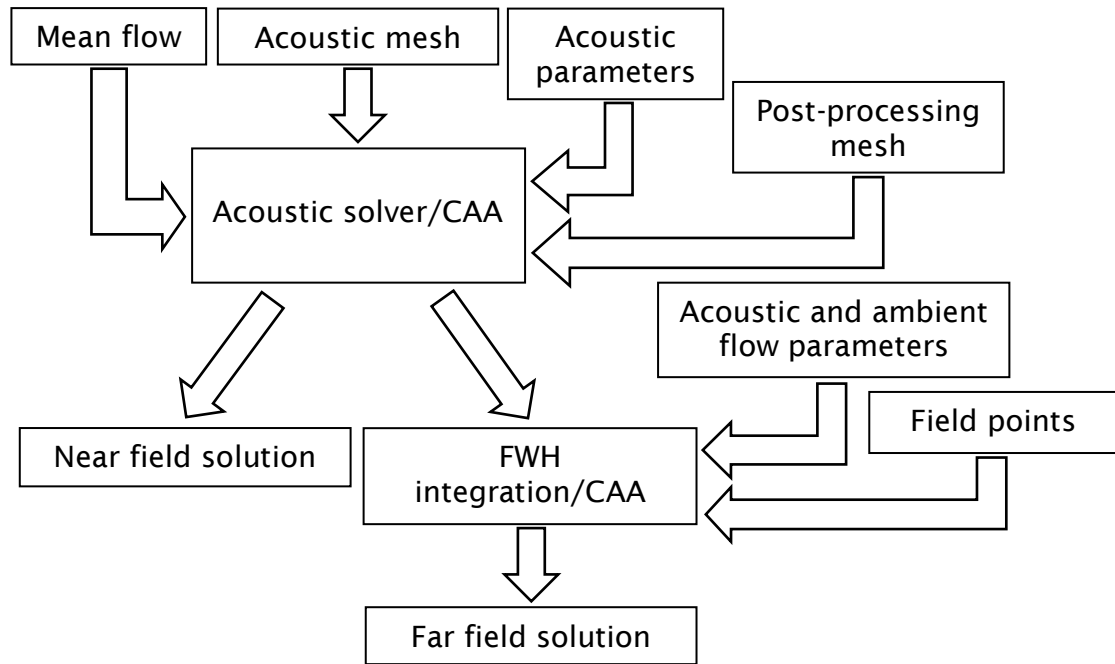 Mean flow
Acoustic mesh
Acoustic
parameters
Post-processing
mesh
Acoustic solver/CAA
Acoustic and ambient
flow parameters
Field points
Near field solution
FWH
integration/CAA
Far field solution